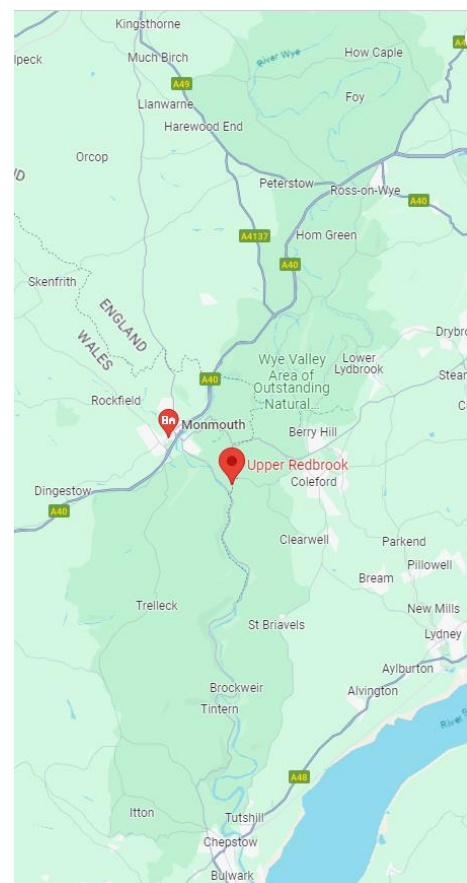 Kingsthorne
River Wye
How Caple
lpeck
Much Birch
A49
Foy
Llanwarne
Harewood End
Orcop
Peterstow
Ross-on-Wye
A40
A4137
Hom Green
A40
Skenfrith
ENGLAND
WALES
Wye Valley
Area of
Outstanding
Natural...
Lower
Lydbrook
Drybr
Stea
A40
Rockfield
Monmouth
Berry Hill
Upper Redbrook
Coleford
Dingestow
A40
Clearwell
Parkend
Pillowell
Bream
Trelleck
New Mills
St Briavels
Lydney
Aylburton
Brockweir
Alvington
Tintern
River
A48
Itton
Tutshill
Chepstow
Bulwark